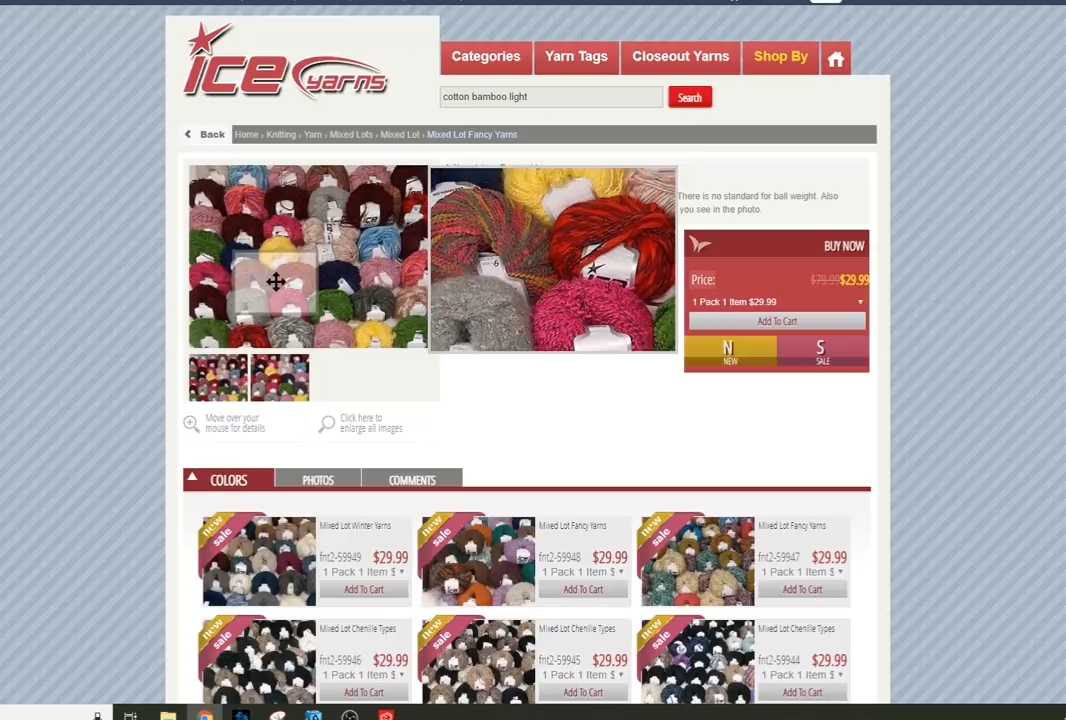 ice yarns
Categories
Yarn Tags
Closeout Yarns
Shop By
cotton bamboo light
Search
Back
Home › Knitting › Yarn › Mixed Lots › Mixed Lot › Mixed Lot Fancy Yarns
There is no standard for ball weight. Also
you see in the photo.
BUY NOW
Price:
$79.99 $29.99
1 Pack 1 Item $29.99
Add To Cart
N
NEW
S
SALE
Move over your
mouse for details
Click here to
enlarge all images
COLORS
PHOTOS
COMMENTS
new
sale
Mixed Lot Winter Yarns
fnt2-59949 $29.99
1 Pack 1 Item $
Add To Cart
new
sale
Mixed Lot Fancy Yarns
fnt2-59948 $29.99
1 Pack 1 Item $
Add To Cart
new
sale
Mixed Lot Fancy Yarns
fnt2-59947 $29.99
1 Pack 1 Item $
Add To Cart
new
sale
Mixed Lot Chenille Types
fnt2-59946 $29.99
1 Pack 1 Item $
Add To Cart
new
sale
Mixed Lot Chenille Types
fnt2-59945 $29.99
1 Pack 1 Item $
Add To Cart
new
sale
Mixed Lot Chenille Types
fnt2-59944 $29.99
1 Pack 1 Item $
Add To Cart